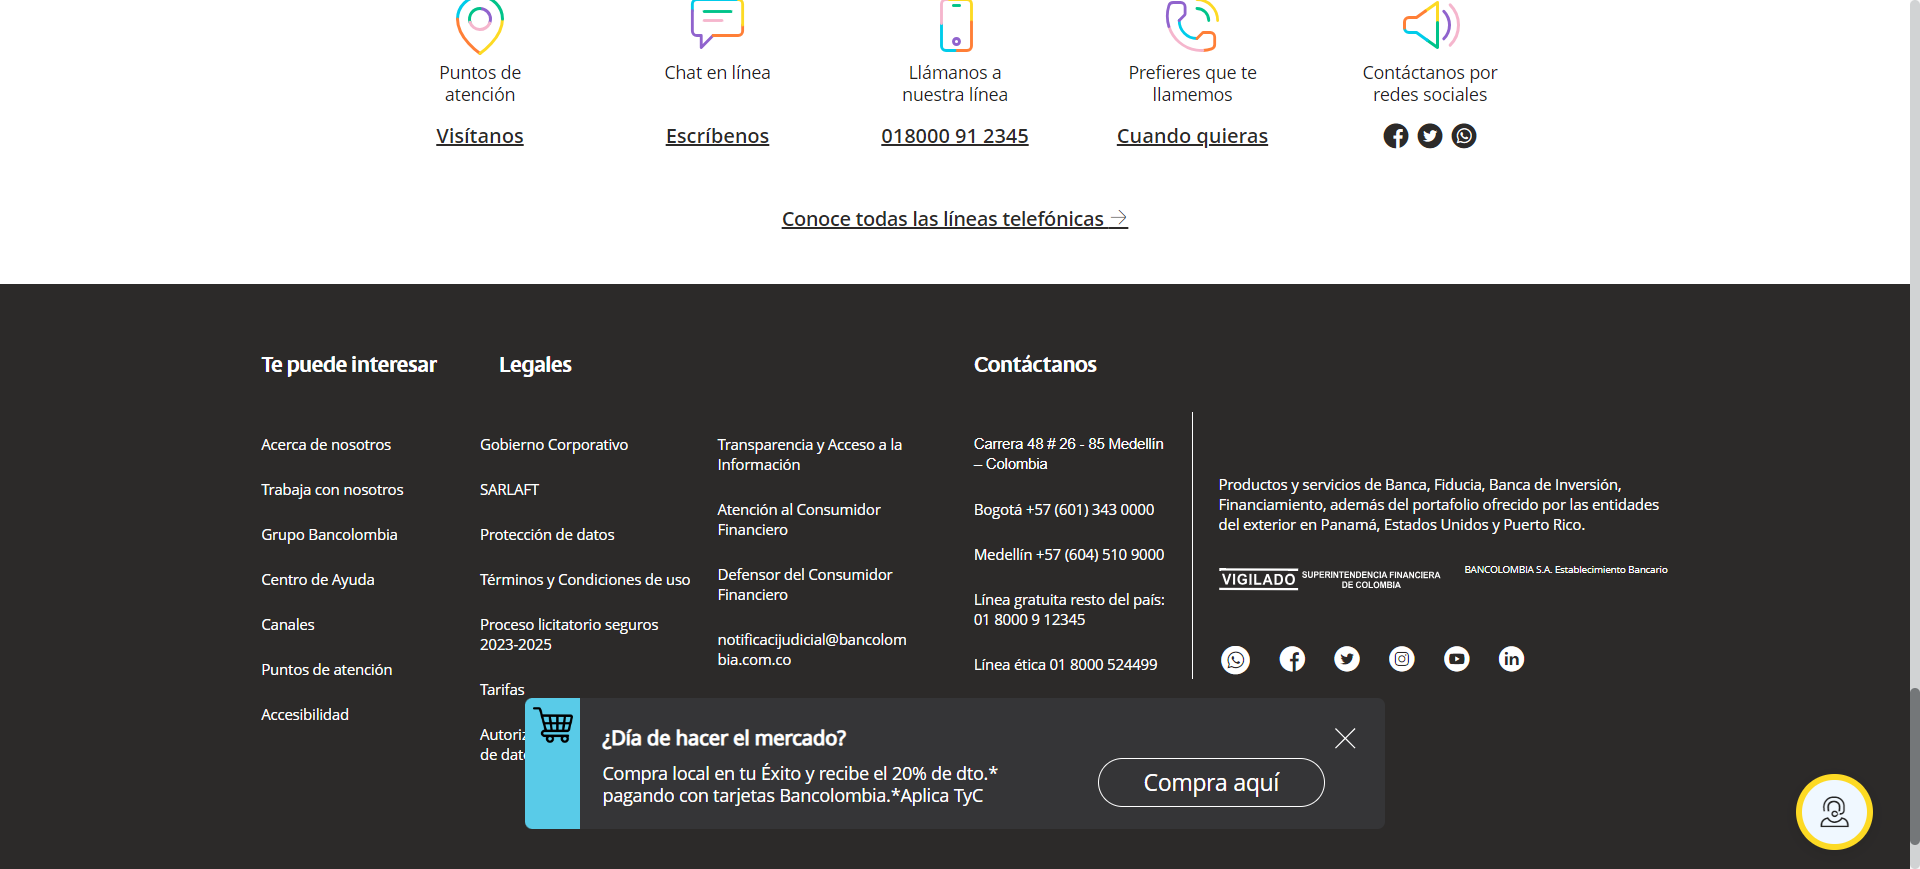 Puntos de
atención
Visítanos
Chat en línea
Escríbenos
Llámanos a
nuestra línea
018000 91 2345
Prefieres que te
llamemos
Cuando quieras
Contáctanos por
redes sociales
Conoce todas las líneas telefónicas
Te puede interesar
Acerca de nosotros
Trabaja con nosotros
Grupo Bancolombia
Centro de Ayuda
Canales
Puntos de atención
Accesibilidad
Legales
Gobierno Corporativo
SARLAFT
Protección de datos
Términos y Condiciones de uso
Proceso licitatorio seguros
2023-2025
Tarifas
de
Transparencia y Acceso a la
Información
Atención al Consumidor
Financiero
Defensor del Consumidor
Financiero
notificacijudicial@bancolom
bia.com.co
Contáctanos
Carrera 48 # 26 - 85 Medellín
– Colombia
Bogotá +57 (601) 343 0000
Medellín +57 (604) 510 9000
Línea gratuita resto del país:
01 8000 9 12345
Línea ética 01 8000 524499
Productos y servicios de Banca, Fiducia, Banca de Inversión,
Financiamiento, además del portafolio ofrecido por las entidades
del exterior en Panamá, Estados Unidos y Puerto Rico.
VIGILADO SUPERINTENDENCIA FINANCIERA
DE COLOMBIA
BANCOLOMBIA S.A. Establecimiento Bancario
¿Día de hacer el mercado?
Compra local en tu Éxito y recibe el 20% de dto.*
pagando con tarjetas Bancolombia.*Aplica TyC
Compra aquí